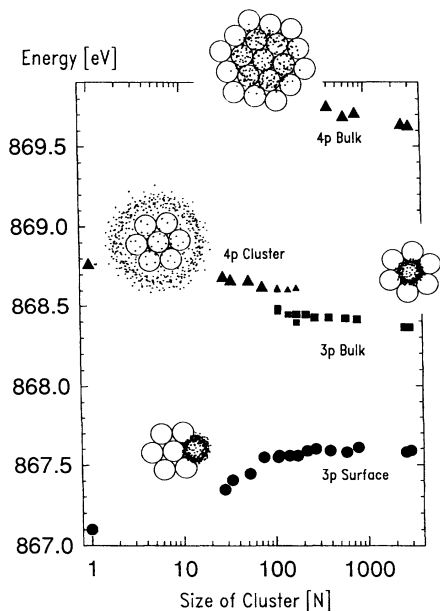 Energy [eV]
4p Bulk
869.5
869.0
4p Cluster
868.5
3p Bulk
868.0
867.5
3p Surface
867.0
1
10
100
1000
Size of Cluster [N]